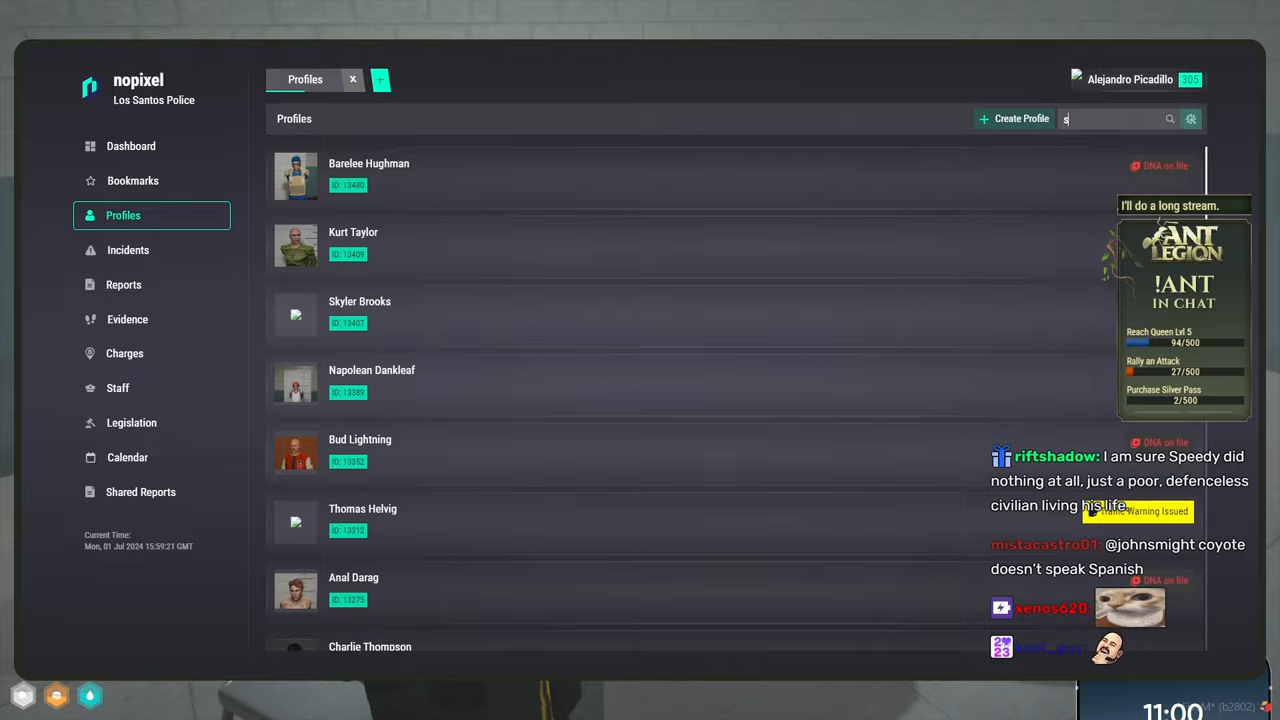 nopixel
Los Santos Police
Dashboard
Bookmarks
Profiles
Incidents
Reports
Evidence
Charges
Staff
Legislation
Calendar
Shared Reports
Current Time:
Mon, 01 Jul 2024 15:59:21 GMT
Profiles x +
Alejandro Picadillo 305
Profiles
+ Create Profile
s
Barelee Hughman
ID: 13480
DNA on file
Kurt Taylor
ID: 13409
Skyler Brooks
ID: 13407
Napolean Dankleaf
ID: 13389
Bud Lightning
ID: 13352
DNA on file
Thomas Helvig
ID: 13312
Anal Darag
ID: 13275
DNA on file
Charlie Thompson
I'll do a long stream.
ANT
LEGION
!ANT
IN CHAT
Reach Queen Lvl 5
94/500
Rally an Attack
27/500
Purchase Silver Pass
2/500
riftshadow: I am sure Speedy did
nothing at all, just a poor, defenceless
civilian living his life.
Traffic Warning Issued
mistacastro01: @johnsmight coyote
doesn't speak Spanish
xenos620:
2023
11:00
(b2802)